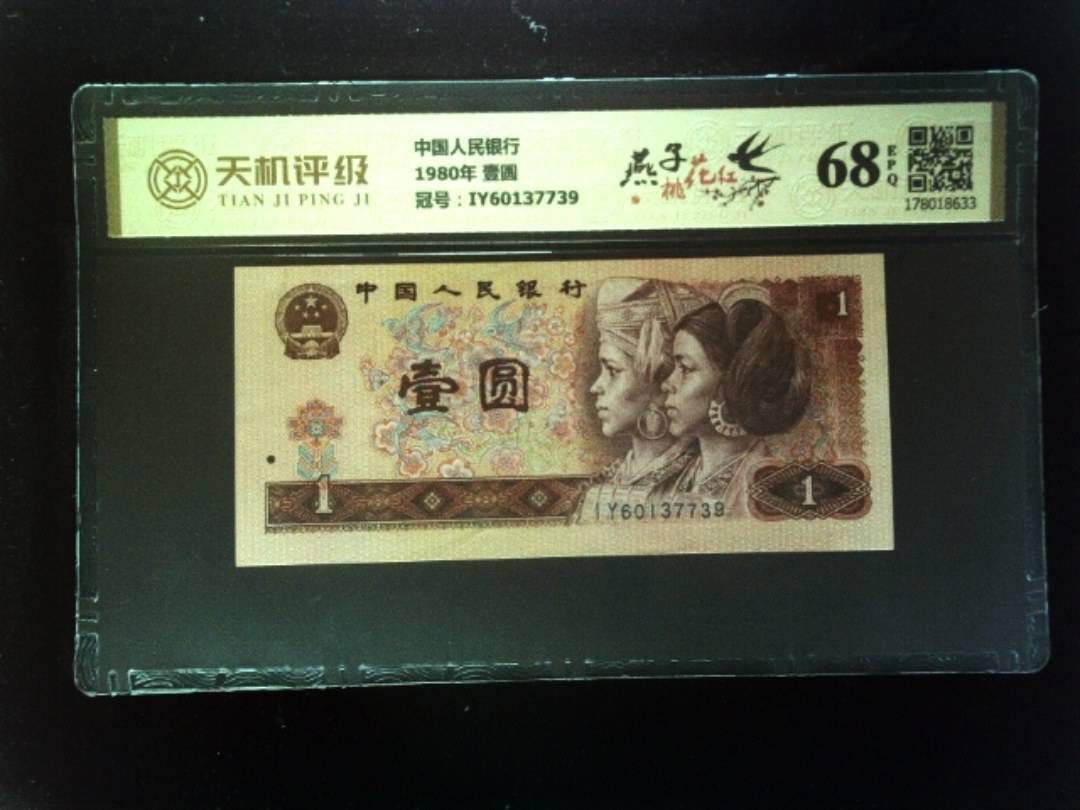 天机评级
TIAN JI PING JI
中国人民银行
1980年 壹圆
冠号：IY60137739
燕子
桃花红
68
EPQ
178018633
中国人民银行
1
壹圆
1
IY60137739
1